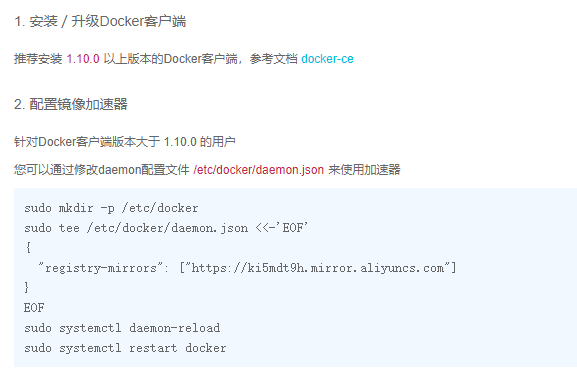 1. 安装 / 升级Docker客户端
推荐安装 1.10.0 以上版本的Docker客户端，参考文档 docker-ce
2. 配置镜像加速器
针对Docker客户端版本大于 1.10.0 的用户
您可以通过修改daemon配置文件 /etc/docker/daemon.json 来使用加速器
sudo mkdir -p /etc/docker
sudo tee /etc/docker/daemon.json <<-'EOF'
{
  "registry-mirrors": ["https://ki5mdt9h.mirror.aliyuncs.com"]
}
EOF
sudo systemctl daemon-reload
sudo systemctl restart docker